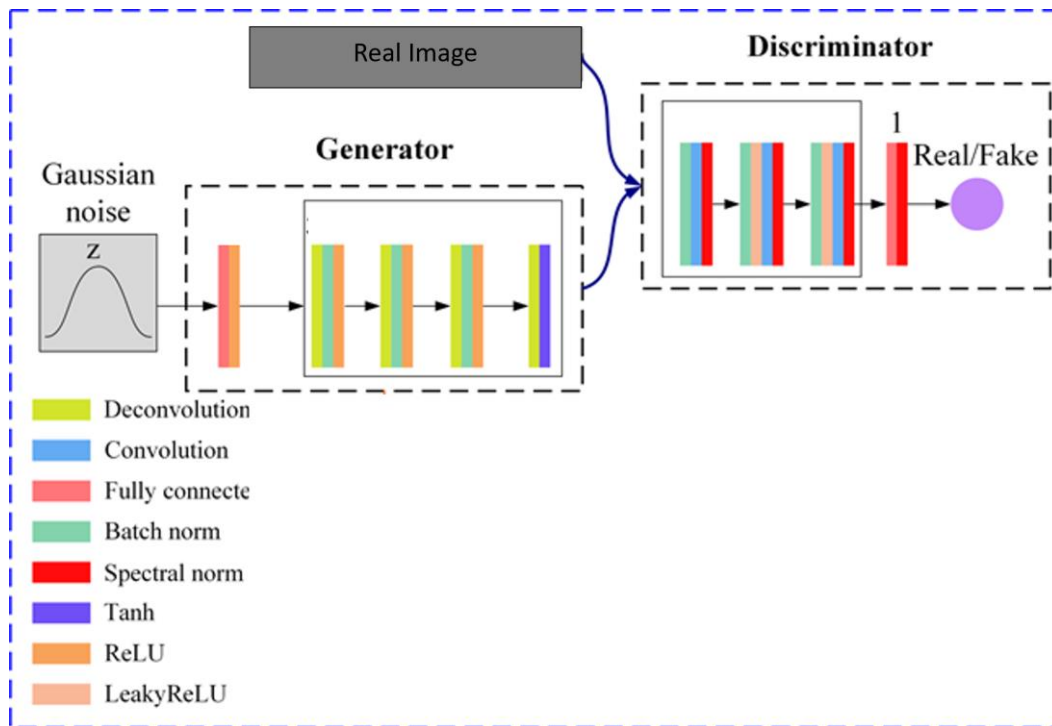 Real Image
Discriminator
Generator
1
Real/Fake
Gaussian
noise
z
Deconvolution
Convolution
Fully connecte
Batch norm
Spectral norm
Tanh
ReLU
LeakyReLU